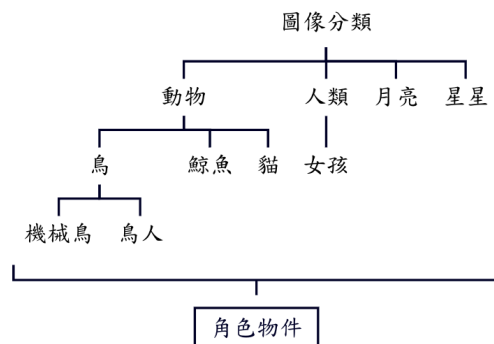 圖像分類
動物 人類 月亮 星星
鳥 鯨魚 貓 女孩
機械鳥 鳥人
角色物件